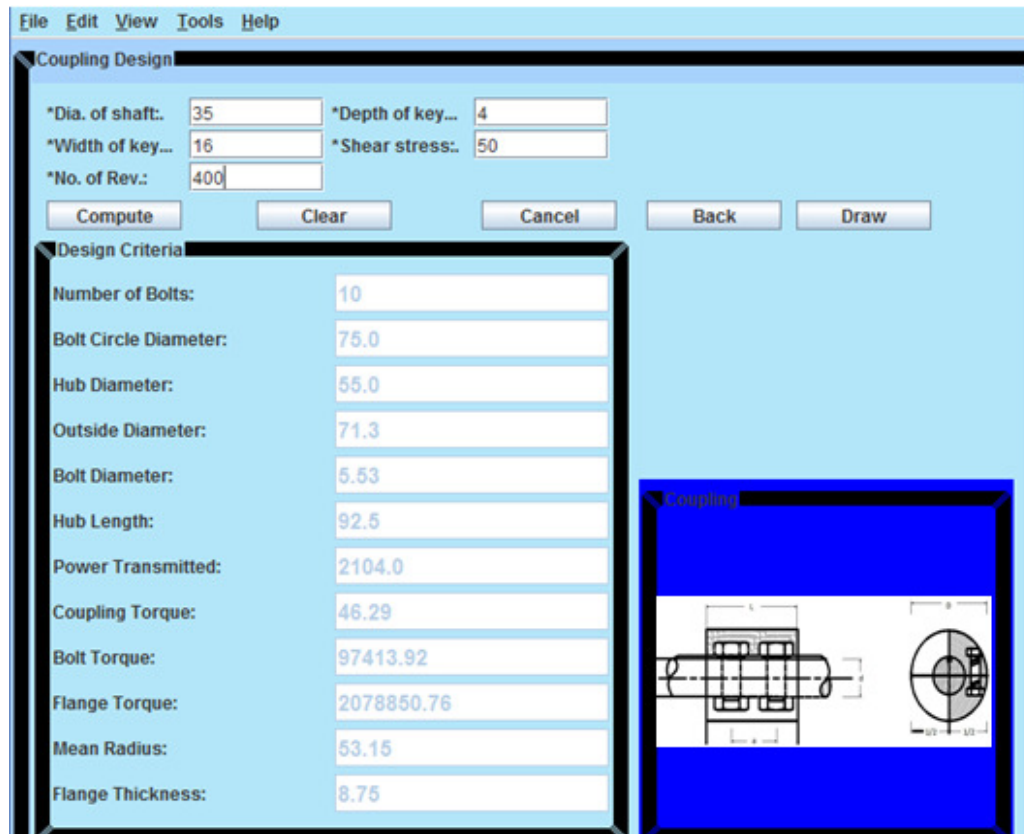 File Edit View Tools Help
Coupling Design
*Dia. of shaft:. 35 *Depth of key... 4
*Width of key... 16 *Shear stress:. 50
*No. of Rev.: 400
Compute Clear Cancel Back Draw
Design Criteria
Number of Bolts: 10
Bolt Circle Diameter: 75.0
Hub Diameter: 55.0
Outside Diameter: 71.3
Bolt Diameter: 5.53
Hub Length: 92.5
Power Transmitted: 2104.0
Coupling Torque: 46.29
Bolt Torque: 97413.92
Flange Torque: 2078850.76
Mean Radius: 53.15
Flange Thickness: 8.75
Coupling
L D